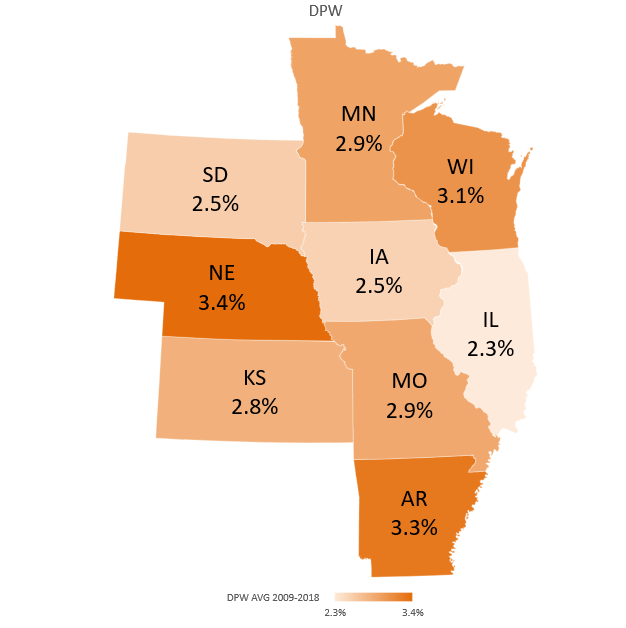 DPW
MN
2.9%
WI
3.1%
SD
2.5%
IA
2.5%
NE
3.4%
IL
2.3%
KS
2.8%
MO
2.9%
AR
3.3%
DPW AVG 2009-2018
2.3% 3.4%